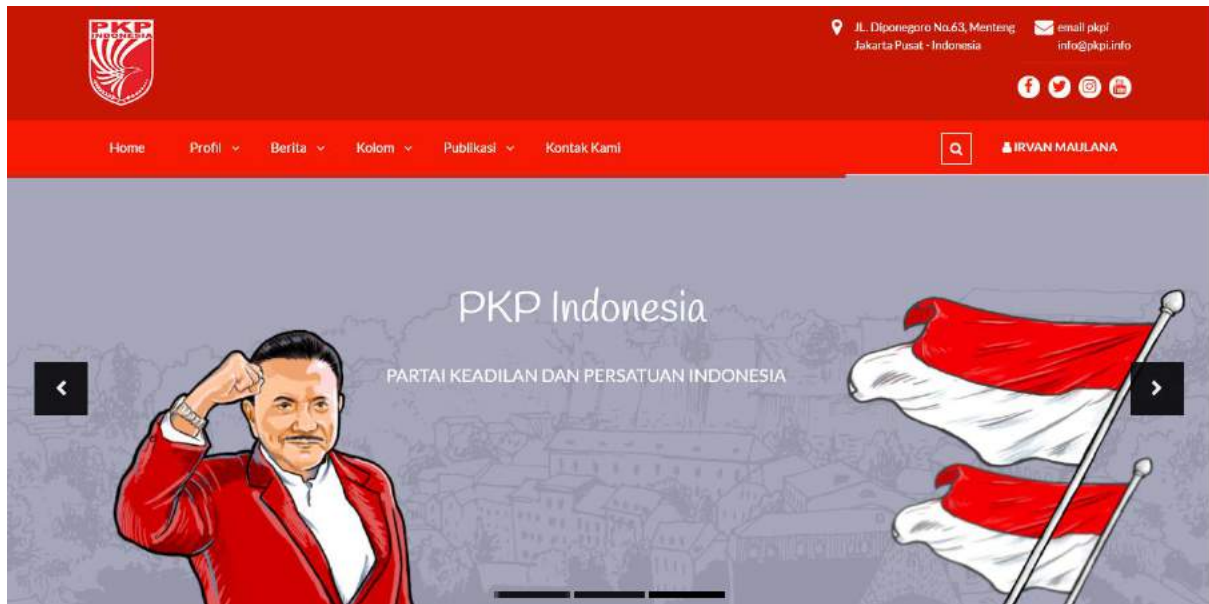 PKP
INDONESIA
JL. Diponegoro No.63, Menteng
Jakarta Pusat - Indonesia
email pkpi
info@pkpi.info
Home Profil Berita Kolom Publikasi Kontak Kami
IRVAN MAULANA
PKP Indonesia
PARTAI KEADILAN DAN PERSATUAN INDONESIA